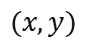 (x, y)